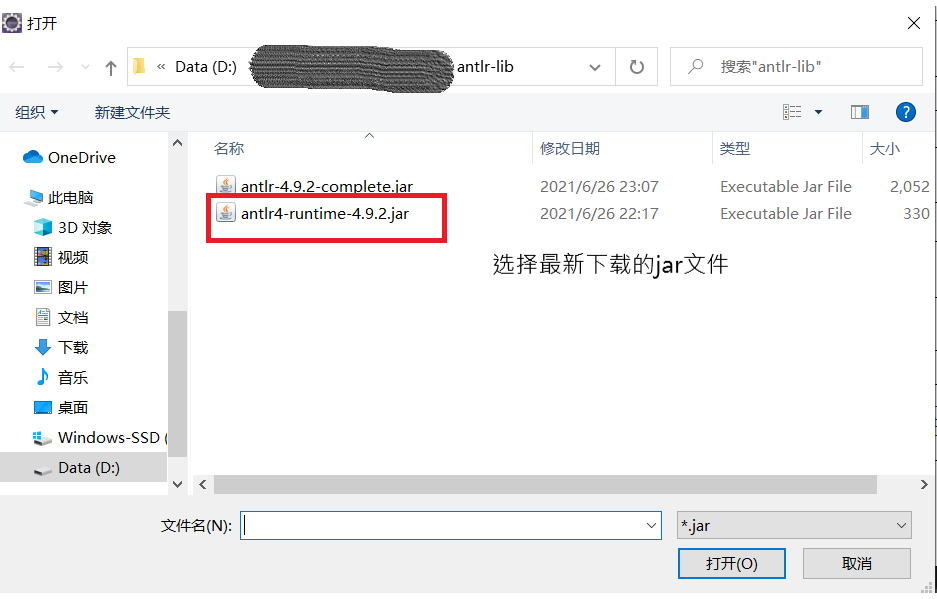 打开
« Data (D:)
antlr-lib
搜索"antlr-lib"
组织
新建文件夹
?
OneDrive
此电脑
3D 对象
视频
图片
文档
下载
音乐
桌面
Windows-SSD (
Data (D:)
名称 修改日期 类型 大小
antlr-4.9.2-complete.jar 2021/6/26 23:07 Executable Jar File 2,052
antlr4-runtime-4.9.2.jar 2021/6/26 22:17 Executable Jar File 330
选择最新下载的jar文件
文件名(N):
*.jar
打开(O)
取消